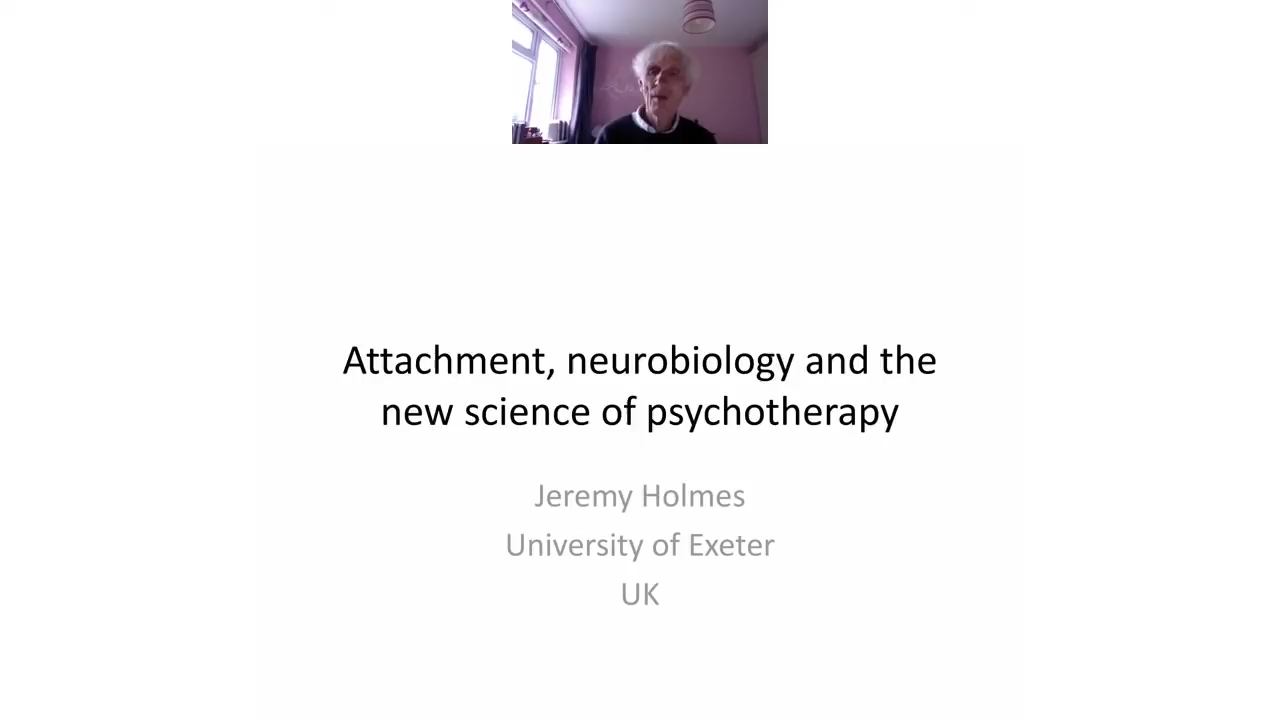 Attachment, neurobiology and the
new science of psychotherapy
Jeremy Holmes
University of Exeter
UK